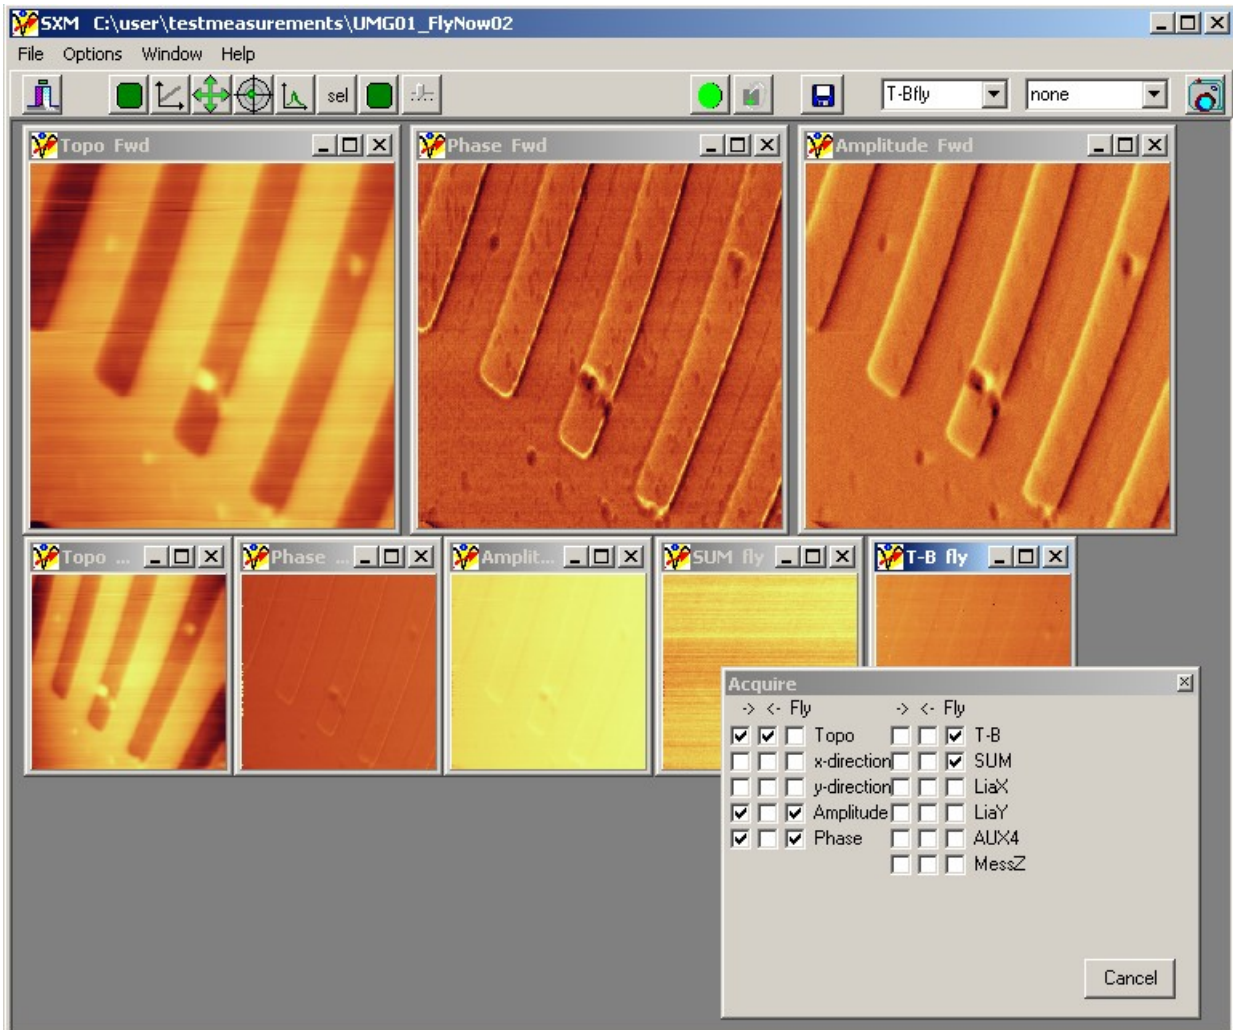 SXM C:\user\testmeasurements\UMG01_FlyNow02
File Options Window Help
sel T-Bfly none
Topo Fwd Phase Fwd Amplitude Fwd
Topo ... Phase ... Amplit... SUM fly T-B fly
Acquire
-> <- Fly -> <- Fly
Topo T-B
x-direction SUM
y-direction LiaX
Amplitude LiaY
Phase AUX4
MessZ
Cancel